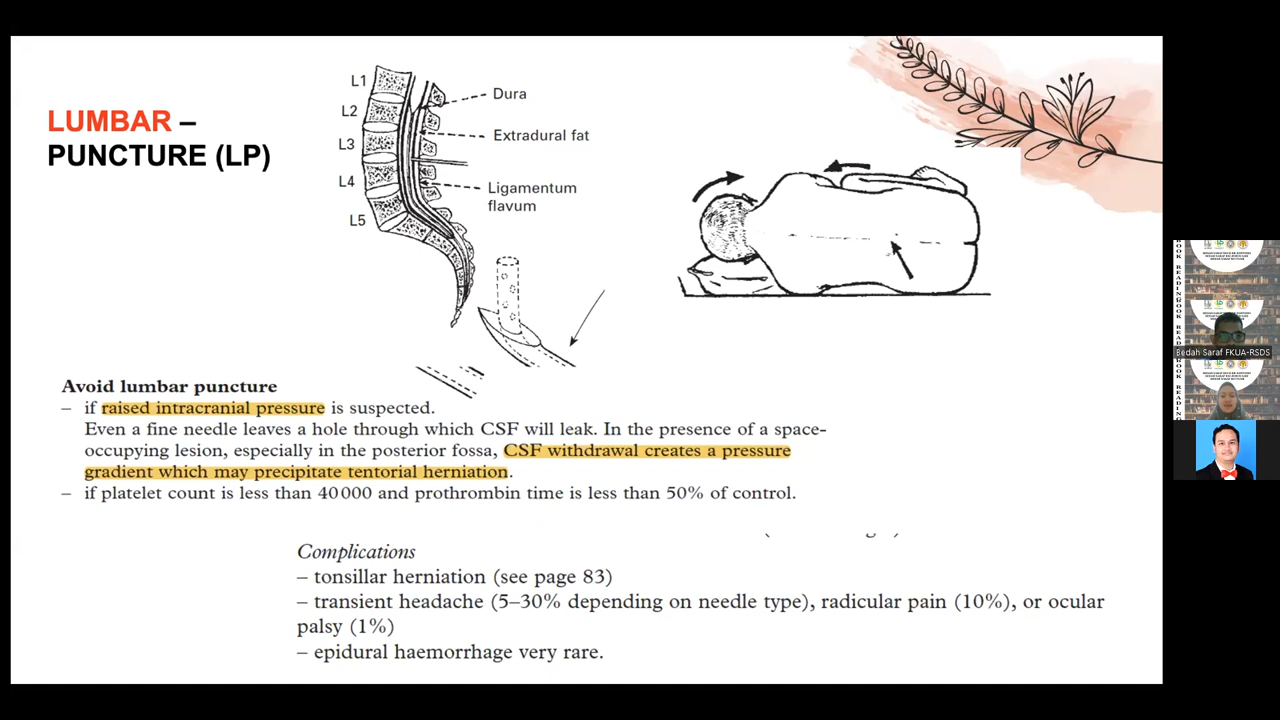 LUMBAR –
PUNCTURE (LP)
L1
L2
L3
L4
L5
Dura
Extradural fat
Ligamentum
flavum
Avoid lumbar puncture
– if raised intracranial pressure is suspected.
Even a fine needle leaves a hole through which CSF will leak. In the presence of a space-
occupying lesion, especially in the posterior fossa, CSF withdrawal creates a pressure
gradient which may precipitate tentorial herniation.
– if platelet count is less than 40 000 and prothrombin time is less than 50% of control.
Complications
– tonsillar herniation (see page 83)
– transient headache (5–30% depending on needle type), radicular pain (10%), or ocular
palsy (1%)
– epidural haemorrhage very rare.
Bedah Saraf FKUA-RSDS